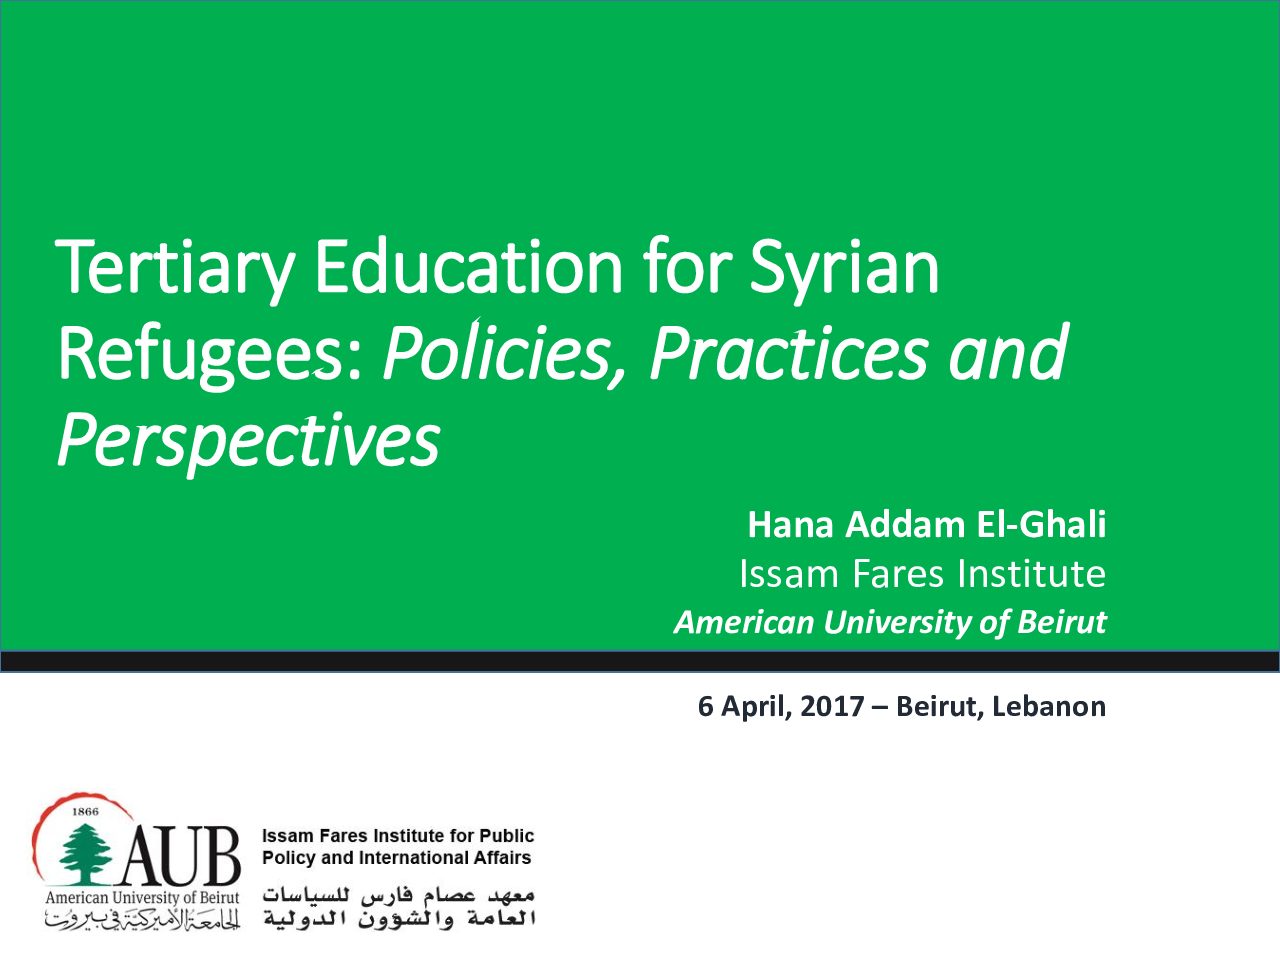 Tertiary Education for Syrian
Refugees: Policies, Practices and
Perspectives
Hana Addam El-Ghali
Issam Fares Institute
American University of Beirut
6 April, 2017 – Beirut, Lebanon
1866
AUB
American University of Beirut
الجامعة الأميركية في بيروت
Issam Fares Institute for Public
Policy and International Affairs
معهد عصام فارس للسياسات
العامة والشؤون الدولية